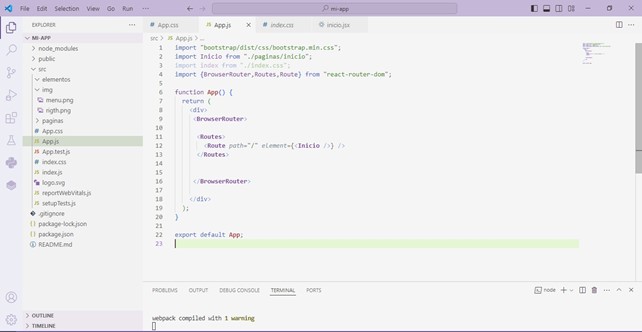 File Edit Selection View Go Run ···
mi-app
EXPLORER ···
MI-APP
node_modules
public
src
elementos
img
menu.png
rigth.png
paginas
App.css
App.js
App.test.js
index.css
index.js
logo.svg
reportWebVitals.js
setupTests.js
.gitignore
package-lock.json
package.json
README.md
OUTLINE
TIMELINE
App.css
App.js
index.css
inicio.jsx
src > App.js > ...
1 import "bootstrap/dist/css/bootstrap.min.css";
2 import Inicio from "./paginas/inicio";
3 import index from "./index.css";
4 import {BrowserRouter,Routes,Route} from "react-router-dom";
5
6 function App() {
7 return (
8 <div>
9 <BrowserRouter>
10
11 <Routes>
12 <Route path="/" element={<Inicio />} />
13 </Routes>
14
15
16 </BrowserRouter>
17
18 </div>
19 );
20 }
21
22 export default App;
23
PROBLEMS OUTPUT DEBUG CONSOLE TERMINAL PORTS
node
webpack compiled with 1 warning